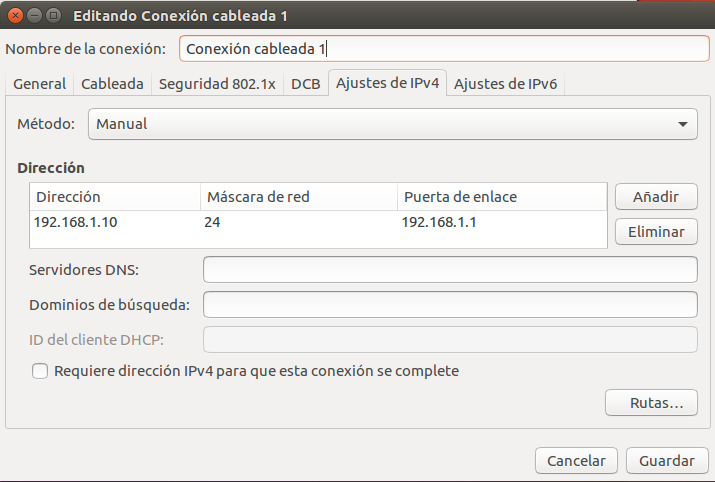 Editando Conexión cableada 1
Nombre de la conexión: Conexión cableada 1
General Cableada Seguridad 802.1x DCB Ajustes de IPv4 Ajustes de IPv6
Método: Manual
Dirección
Dirección Máscara de red Puerta de enlace Añadir
192.168.1.10 24 192.168.1.1
Eliminar
Servidores DNS:
Dominios de búsqueda:
ID del cliente DHCP:
Requiere dirección IPv4 para que esta conexión se complete
Rutas...
Cancelar Guardar